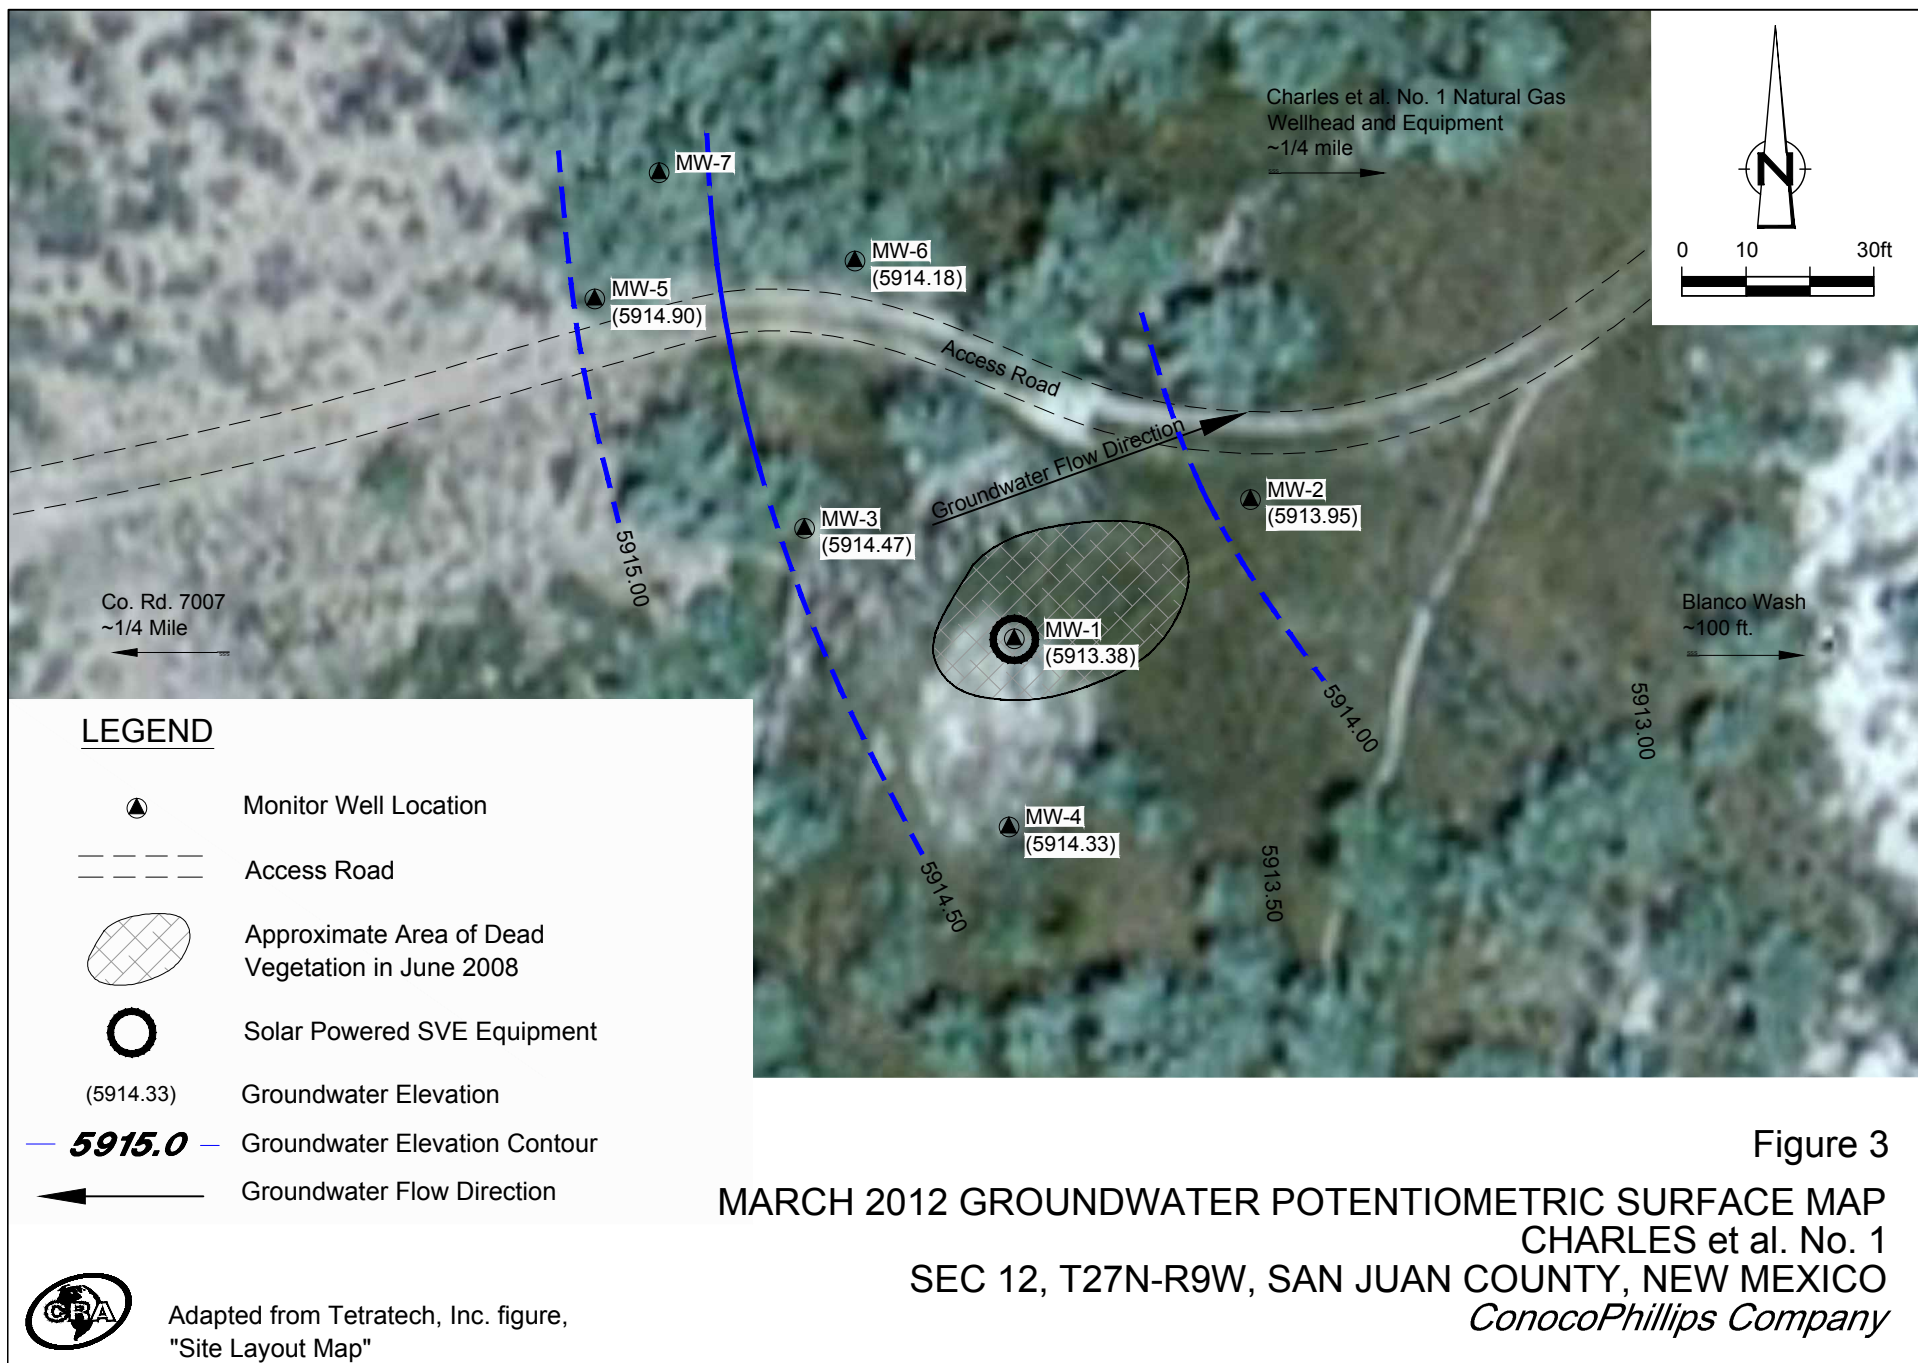 Charles et al. No. 1 Natural Gas
Wellhead and Equipment
~1/4 mile
N
0 10 30ft
MW-7
MW-6
(5914.18)
MW-5
(5914.90)
Access Road
Groundwater Flow Direction
MW-2
(5913.95)
MW-3
(5914.47)
5915.00
Co. Rd. 7007
~1/4 Mile
Blanco Wash
~100 ft.
MW-1
(5913.38)
5914.00
5913.00
MW-4
(5914.33)
5914.50
5913.50
LEGEND
Monitor Well Location
Access Road
Approximate Area of Dead
Vegetation in June 2008
Solar Powered SVE Equipment
(5914.33) Groundwater Elevation
5915.0 Groundwater Elevation Contour
Groundwater Flow Direction
Figure 3
MARCH 2012 GROUNDWATER POTENTIOMETRIC SURFACE MAP
CHARLES et al. No. 1
SEC 12, T27N-R9W, SAN JUAN COUNTY, NEW MEXICO
ConocoPhillips Company
CRA
Adapted from Tetratech, Inc. figure,
"Site Layout Map"